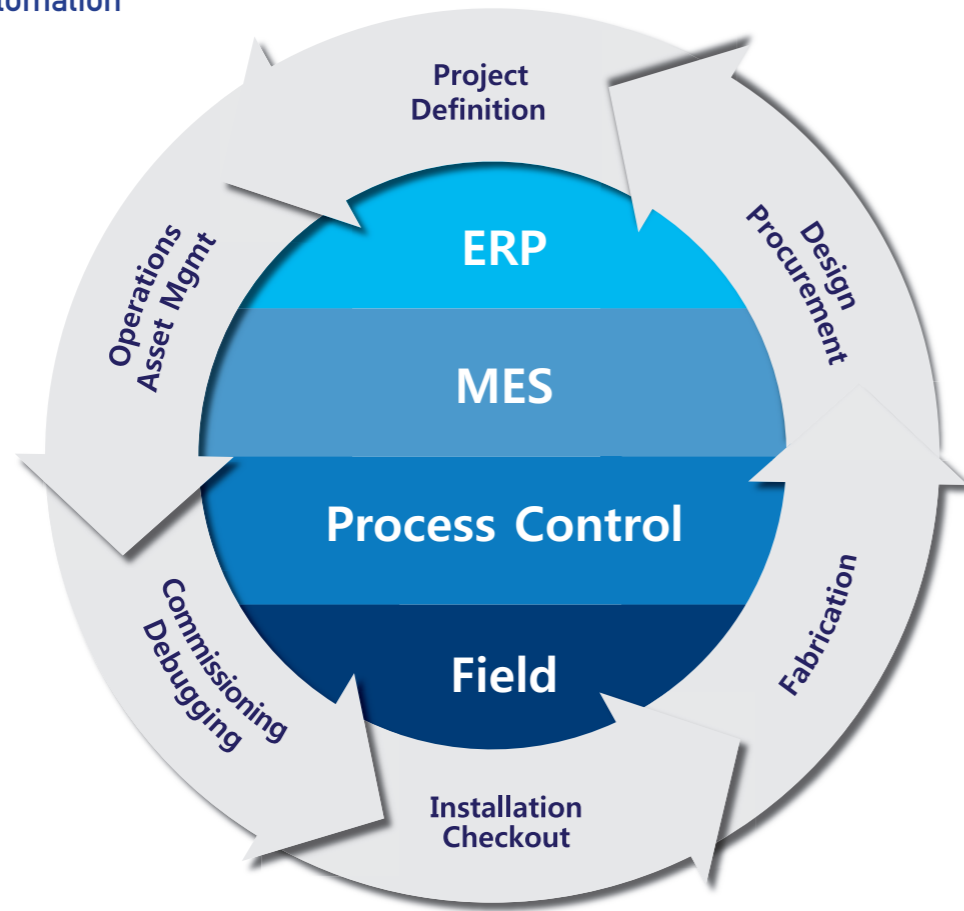 Project
Definition
ERP
Design
Procurement
Operations
Asset Mgmt
MES
Process Control
Fabrication
Commissioning
Debugging
Field
Installation
Checkout